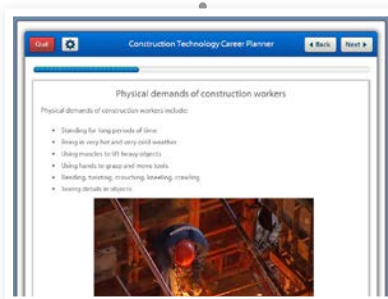 Quit
Construction Technology Career Planner
Back
Next
Physical demands of construction workers
Physical demands of construction workers include:
Standing for long periods of time
Being in very hot and very cold weather
Using muscles to lift heavy objects
Using hands to grasp and move tools
Bending, twisting, crouching, kneeling, crawling
Seeing details in objects